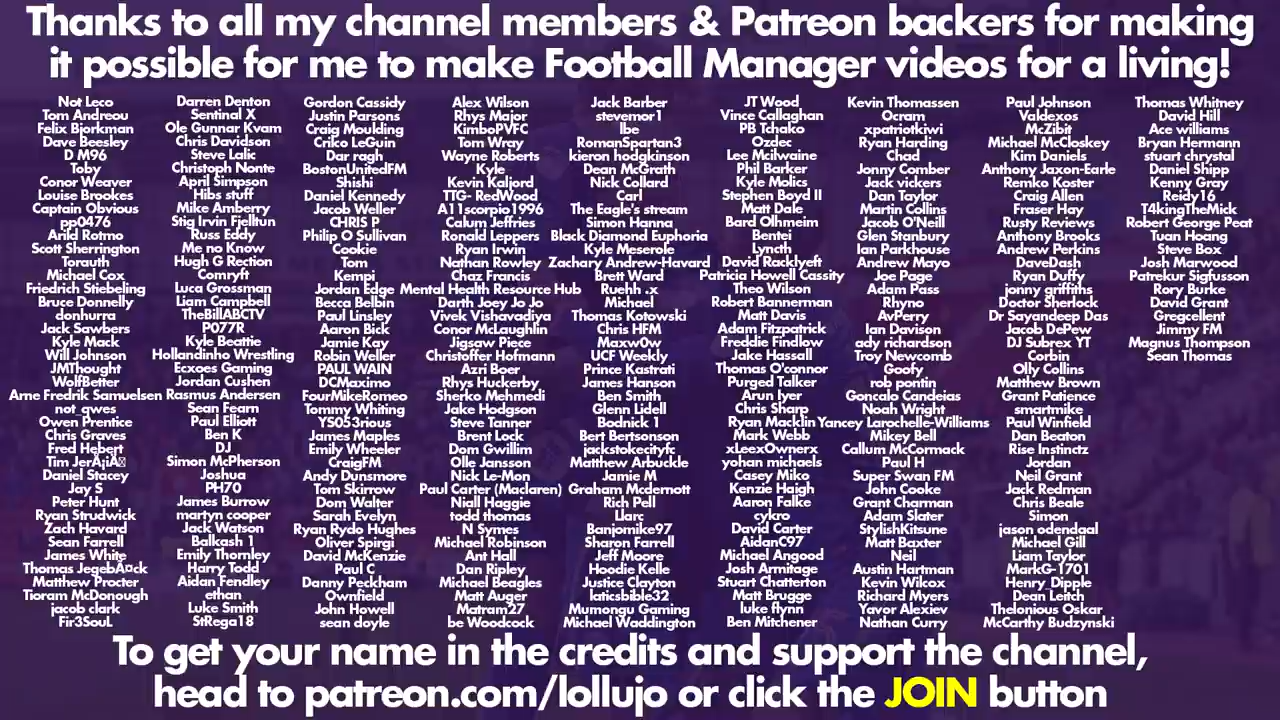 Thanks to all my channel members & Patreon backers for making
it possible for me to make Football Manager videos for a living!
Not Leco
Tom Andreou
Felix Bjorkman
Dave Beesley
D M96
Toby
Conor Weaver
Louise Brookes
Captain Obvious
pp0476
Arild Rotmo
Scott Sherrington
Torauth
Michael Cox
Friedrich Stiebeling
Bruce Donnelly
donhurra
Jack Sawbers
Kyle Mack
Will Johnson
JMThought
WolfBetter
Arne Fredrik Samuelsen
not_qwes
Owen Prentice
Chris Graves
Fred Hebert
Daniel Stacey
Jay S
Peter Hunt
Ryan Strudwick
Zach Havard
Sean Farrell
James White
Thomas JegebÃ¤ck
Matthew Procter
Tioram McDonough
jacob clark
Fir3SouL
Darren Denton
Sentinal X
Ole Gunnar Kvam
Chris Davidson
Steve Lalic
Christoph Nonte
April Simpson
Hibs stuff
Mike Amberry
Stig Irvin Fjelltun
Russ Eddy
Me no Know
Hugh G Rection
Comryft
Luca Grossman
Liam Campbell
TheBillABCTV
P077R
Kyle Beattie
Hollandinho Wrestling
Ecxoes Gaming
Jordan Cushen
Rasmus Andersen
Sean Fearn
Paul Elliott
Ben K
DJ
Simon McPherson
Joshua
PH70
James Burrow
martyn cooper
Jack Watson
Balkash 1
Emily Thornley
Harry Todd
Aidan Fendley
ethan
Luke Smith
StRega18
Gordon Cassidy
Justin Parsons
Craig Moulding
Criko LeGuin
Dar ragh
BostonUnitedFM
Shishi
Daniel Kennedy
Jacob Weller
CHRIS P
Philip O Sullivan
Cookie
Tom
Kempi
Jordan Edge
Becca Belbin
Paul Linsley
Aaron Bick
Jamie Kay
Robin Weller
PAUL WAIN
DCMaximo
FourMikeRomeo
Tommy Whiting
YS053rious
James Maples
Emily Wheeler
CraigFM
Andy Dunsmore
Tom Skirrow
Dom Walter
Sarah Evelyn
Ryan Rycdo Hughes
Oliver Spirgi
David McKenzie
Paul C
Danny Peckham
Ownfield
John Howell
sean doyle
Alex Wilson
Rhys Major
KimboPVFC
Tom Wray
Wayne Roberts
Kyle
Kevin Kaljord
TTG- RedWood
A11scorpio1996
Calum Jeffries
Ronald Leppers
Ryan Irwin
Nathan Rowley
Chaz Francis
Mental Health Resource Hub
Darth Joey Jo Jo
Vivek Vishavadiya
Conor McLaughlin
Jigsaw Piece
Christoffer Hofmann
Azri Boer
Rhys Huckerby
Sherko Mehmedi
Jake Hodgson
Steve Tanner
Brent Lock
Dom Gwillim
Olle Jansson
Nick Le-Mon
Paul Carter (Maclaren)
Niall Haggie
todd thomas
N Symes
Michael Robinson
Ant Hall
Dan Ripley
Michael Beagles
Matt Auger
Matram27
be Woodcock
Jack Barber
stevemor1
lbe
RomanSpartan3
kieron hodgkinson
Dean McGrath
Nick Collard
Carl
The Eagle's stream
Simon Hanna
Black Diamond Euphoria
Kyle Meserole
Zachary Andrew-Havard
Brett Ward
Ruehh .x
Michael
Thomas Kotowski
Chris HFM
Maxw0w
UCF Weekly
Prince Kastrati
James Hanson
Ben Smith
Glenn Lidell
Bodnick 1
Bert Bertsonson
jackstokecityfc
Matthew Arbuckle
Jamie M
Graham Mcdernott
Rich Pell
Llarc
Banjomike97
Sharon Farrell
Jeff Moore
Hoodie Kelle
Justice Clayton
laticsbible32
Mumongu Gaming
Michael Waddington
JT Wood
Vince Callaghan
PB Tchako
Ozdec
Lee Mcilwaine
Phil Barker
Kyle Molics
Stephen Boyd II
Matt Dale
Bard Olhheim
Bentei
Lynch
David Racklyeft
Patricia Howell Cassity
Theo Wilson
Robert Bannerman
Matt Davis
Adam Fitzpatrick
Freddie Findlow
Jake Hassall
Thomas O'connor
Purged Talker
Arun Iyer
Chris Sharp
Ryan Macklin
Mark Webb
xLeexOwnerx
yohan michaels
Casey Miko
Kenzie Haigh
Aaron Falke
cykro
David Carter
AidanC97
Michael Angood
Josh Armitage
Stuart Chatterton
Matt Brugge
luke flynn
Ben Mitchener
Kevin Thomassen
Ocram
xpatriotkiwi
Ryan Harding
Chad
Jonny Comber
Jack vickers
Dan Taylor
Martin Collins
Jacob O'Neill
Glen Stanbury
Ian Parkhouse
Andrew Mayo
Joe Page
Adam Pass
Rhyno
AvPerry
Ian Davison
ady richardson
Troy Newcomb
Goofy
rob pontin
Goncalo Candeias
Noah Wright
Yancey Larochelle-Williams
Mikey Bell
Callum McCormack
Paul H
Super Swan FM
John Cooke
Grant Charman
Adam Slater
StylishKitsune
Matt Baxter
Neil
Austin Hartman
Kevin Wilcox
Richard Myers
Yavor Alexiev
Nathan Curry
Paul Johnson
Valdexos
McZibit
Michael McCloskey
Kim Daniels
Anthony Jaxon-Earle
Remko Koster
Craig Allen
Fraser Hay
Rusty Reviews
Anthony Brooks
Andrew Perkins
DaveDash
Ryan Duffy
jonny griffiths
Doctor Sherlock
Dr Sayandeep Das
Jacob DePew
DJ Subrex YT
Corbin
Olly Collins
Matthew Brown
Grant Patience
smartmike
Paul Winfield
Dan Beaton
Rise Instinctz
Jordan
Neil Grant
Jack Redman
Chris Beale
Simon
jason odendaal
Michael Gill
Liam Taylor
MarkG-1701
Henry Dipple
Dean Leitch
Thelonious Oskar
McCarthy Budzynski
Thomas Whitney
David Hill
Ace williams
Bryan Hermann
stuart chrystal
Daniel Shipp
Kenny Gray
Reidy16
T4kingTheMick
Robert George Peat
Tuan Hoang
Steve Box
Josh Marwood
Patrekur Sigfusson
Rory Burke
David Grant
Gregcellent
Jimmy FM
Magnus Thompson
Sean Thomas
To get your name in the credits and support the channel,
head to patreon.com/lollujo or click the JOIN button